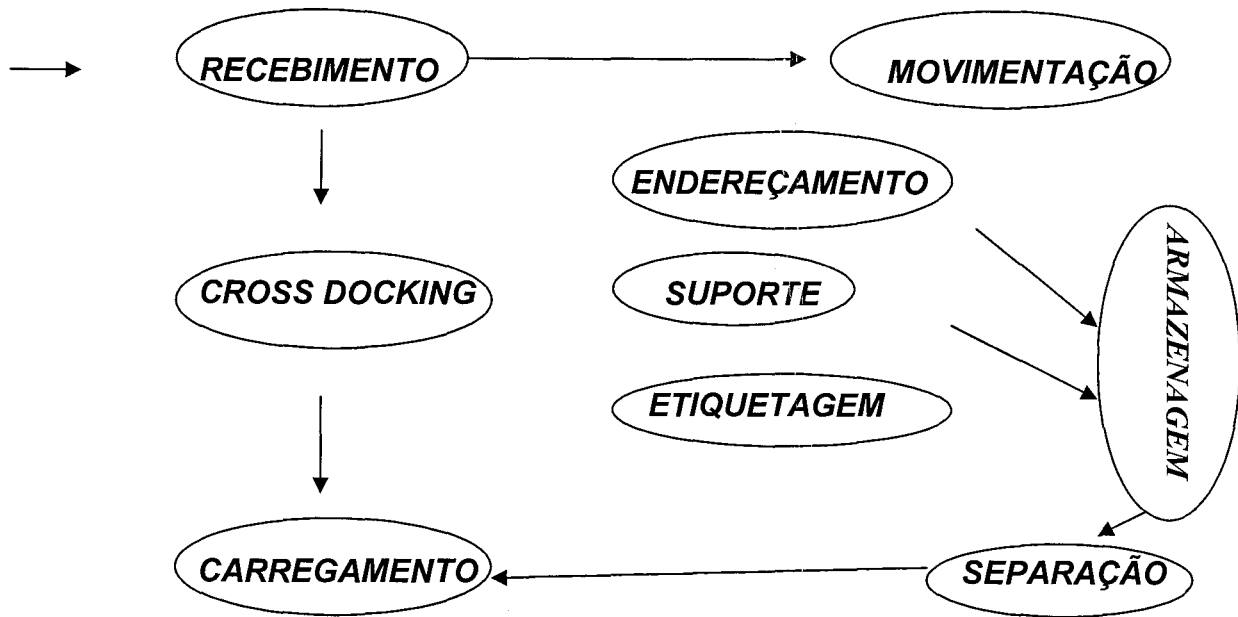 RECEBIMENTO
MOVIMENTAÇÃO
ENDEREÇAMENTO
CROSS DOCKING
SUPORTE
ARMAZENAGEM
ETIQUETAGEM
CARREGAMENTO
SEPARAÇÃO